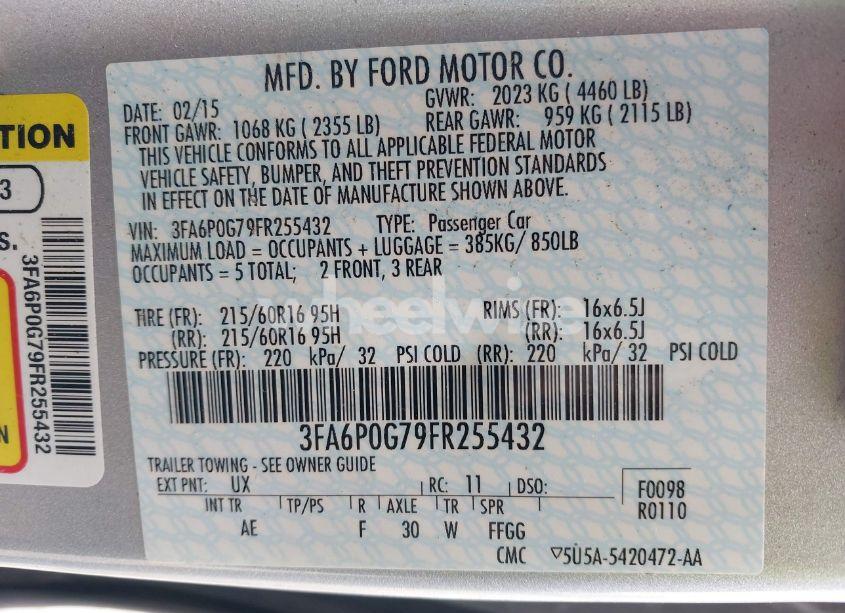 MFD. BY FORD MOTOR CO.
DATE: 02/15 GVWR: 2023 KG ( 4460 LB)
FRONT GAWR: 1068 KG ( 2355 LB) REAR GAWR: 959 KG ( 2115 LB)
THIS VEHICLE CONFORMS TO ALL APPLICABLE FEDERAL MOTOR
VEHICLE SAFETY, BUMPER, AND THEFT PREVENTION STANDARDS
IN EFFECT ON THE DATE OF MANUFACTURE SHOWN ABOVE.
VIN: 3FA6P0G79FR255432 TYPE: Passenger Car
MAXIMUM LOAD = OCCUPANTS + LUGGAGE = 385KG/ 850LB
OCCUPANTS = 5 TOTAL; 2 FRONT, 3 REAR
TIRE (FR): 215/60R16 95H RIMS (FR): 16x6.5J
(RR): 215/60R16 95H (RR): 16x6.5J
PRESSURE (FR): 220 kPa/ 32 PSI COLD (RR): 220 kPa/ 32 PSI COLD
3FA6P0G79FR255432
TRAILER TOWING - SEE OWNER GUIDE
EXT PNT: UX RC: 11 DSO:
INT TR TP/PS R AXLE TR SPR
AE F 30 W FFGG
F0098
R0110
CMC ▽5U5A-5420472-AA
TION
3
S.
3FA6P0G79FR255432
N
wheelwire